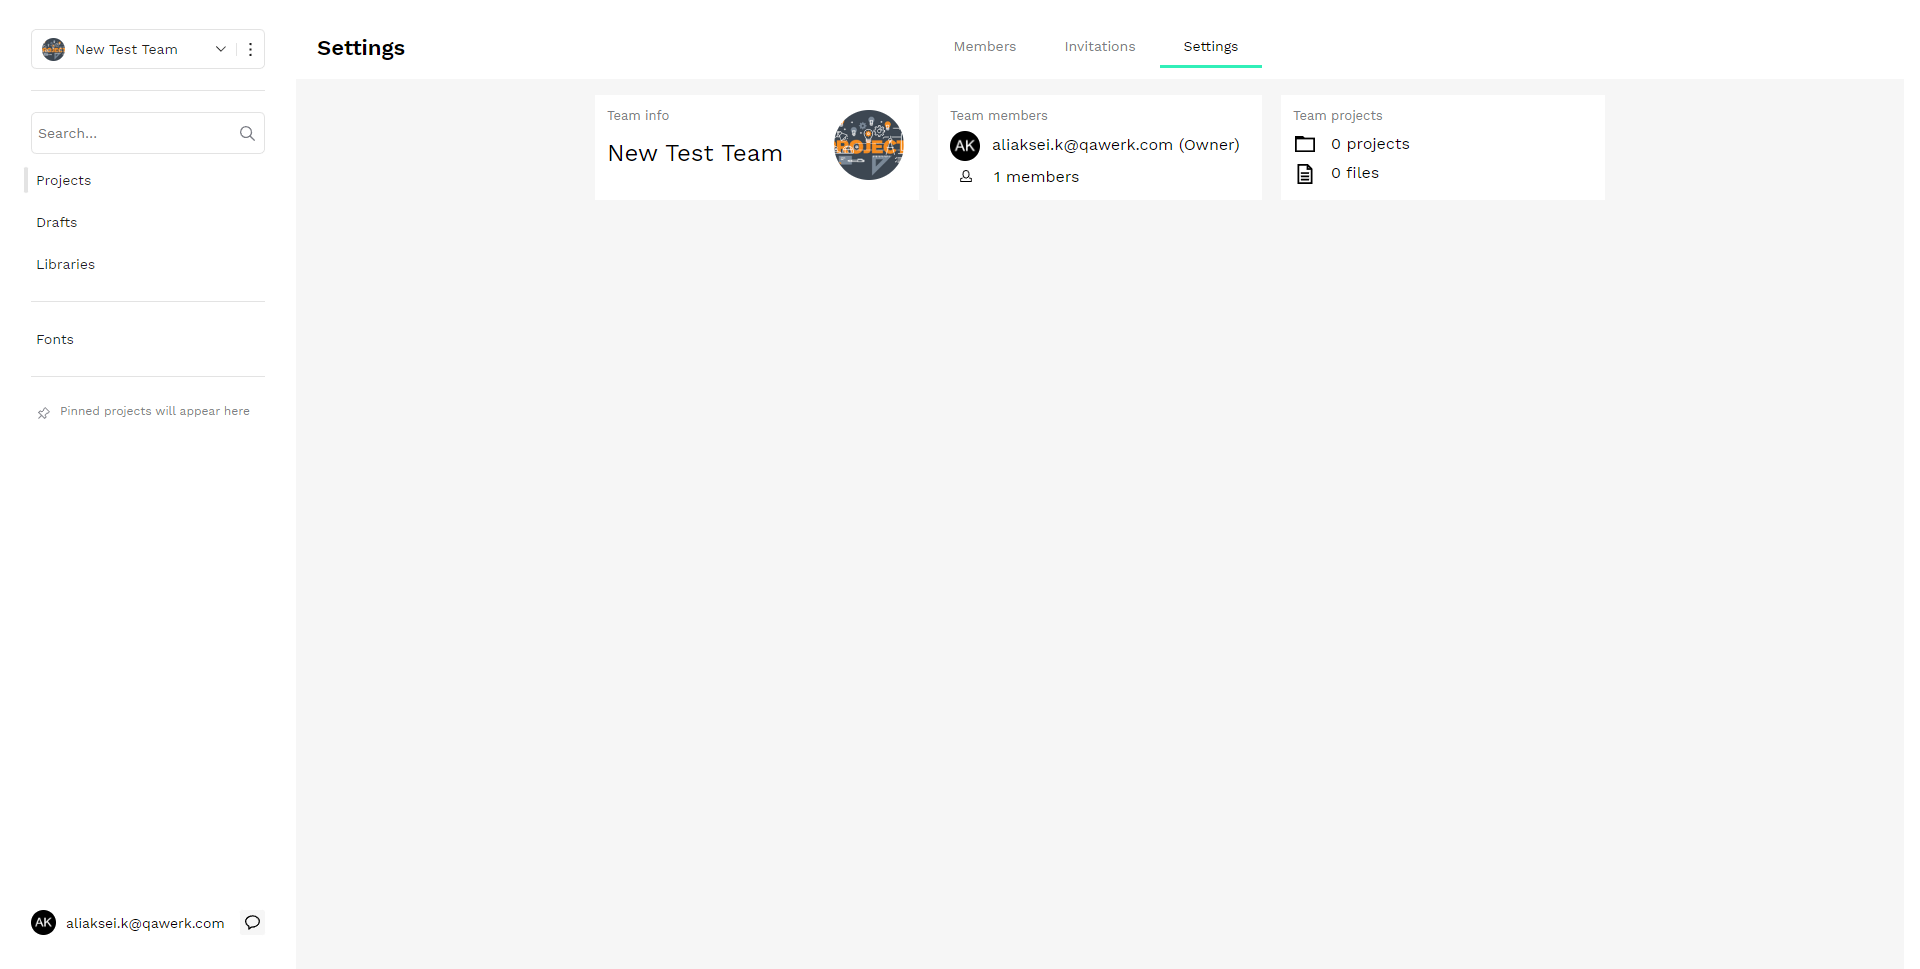 New Test Team
Search...
Projects
Drafts
Libraries
Fonts
Pinned projects will appear here
AK
aliaksei.k@qawerk.com
Settings
Members
Invitations
Settings
Team info
New Test Team
PROJECT
Team members
AK
aliaksei.k@qawerk.com (Owner)
1 members
Team projects
0 projects
0 files